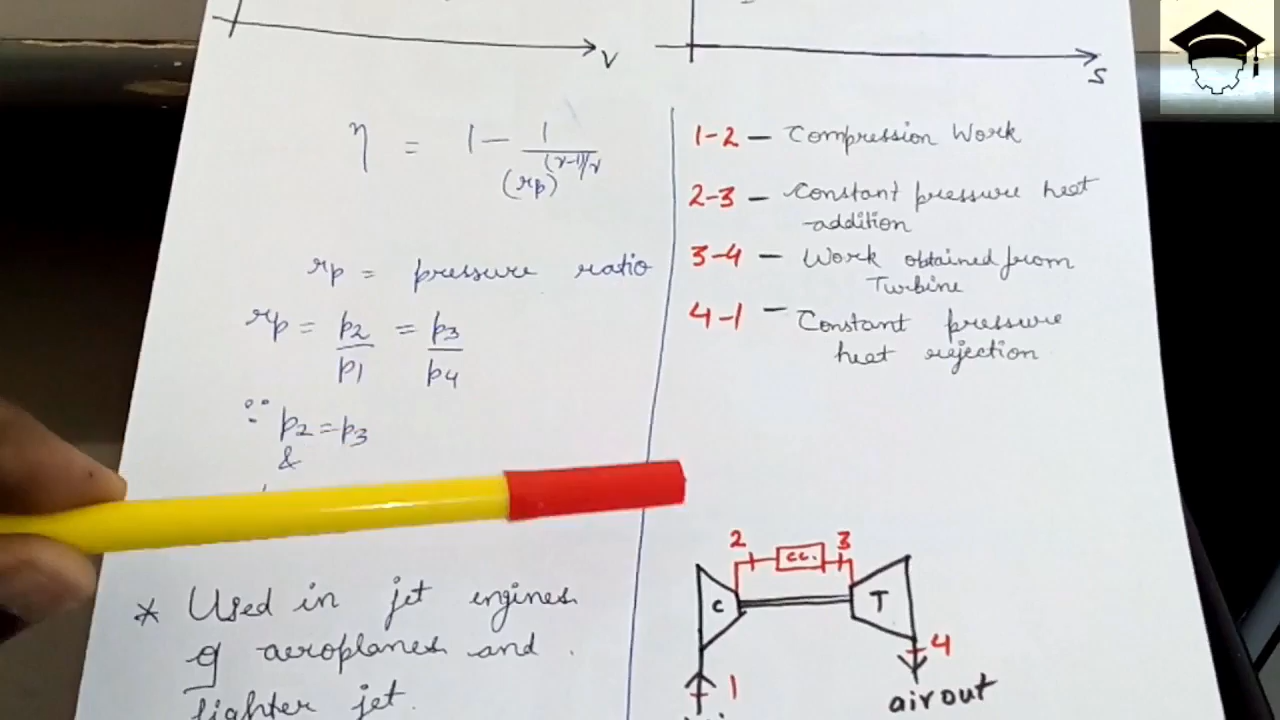 V
S
η = 1 - 1/(rp)^(γ-1)/γ
rp = pressure ratio
rp = p2/p1 = p3/p4
∵ p2 = p3
&
* Used in jet engines
of aeroplanes and
fighter jet.
1-2 - Compression Work
2-3 - Constant pressure heat
-addition
3-4 - Work obtained from
Turbine
4-1 - Constant pressure
heat rejection
2 c.c. 3
C T
1 4
air out